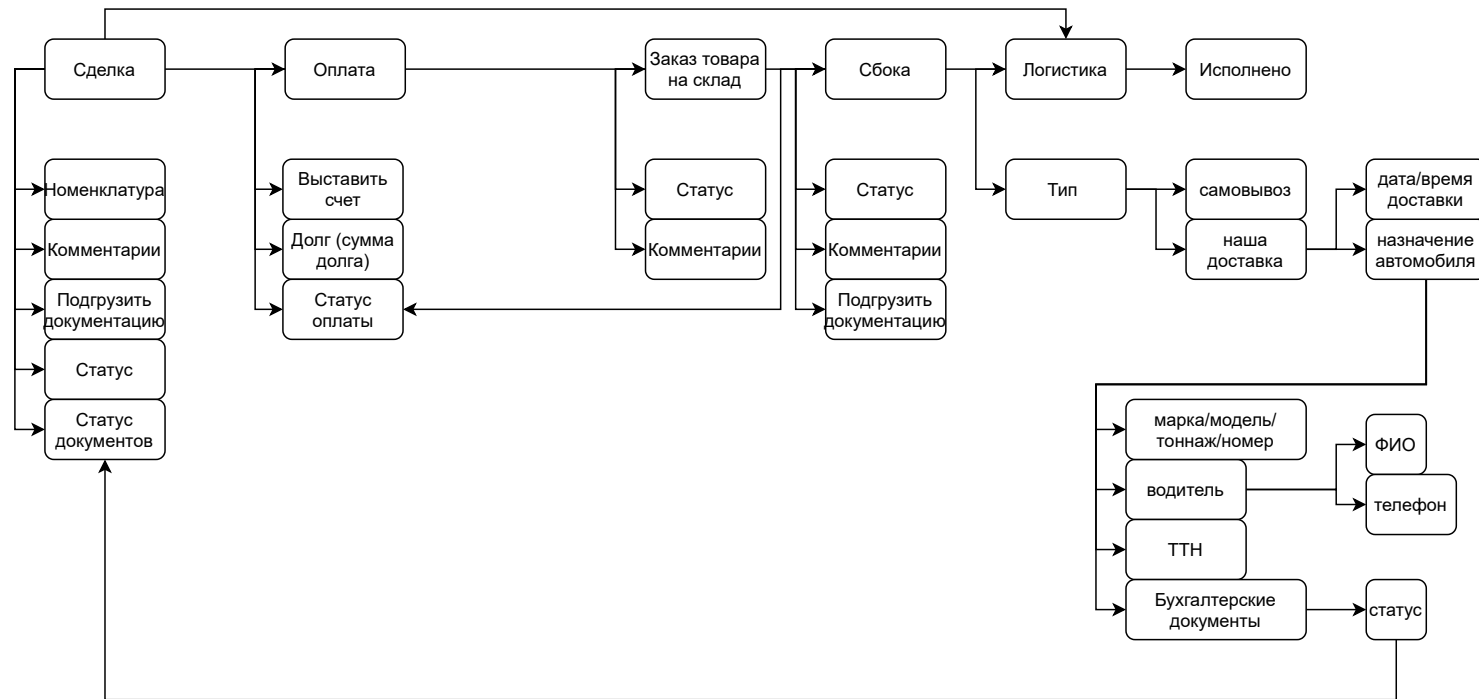 Сделка
Оплата
Заказ товара
на склад
Сбока
Логистика
Исполнено
Номенклатура
Выставить
счет
Статус
Статус
Тип
самовывоз
дата/время
доставки
Комментарии
Долг (сумма
долга)
Комментарии
Комментарии
наша
доставка
назначение
автомобиля
Подгрузить
документацию
Статус
оплаты
Подгрузить
документацию
Статус
Статус
документов
марка/модель/
тоннаж/номер
ФИО
водитель
телефон
ТТН
Бухгалтерские
документы
статус